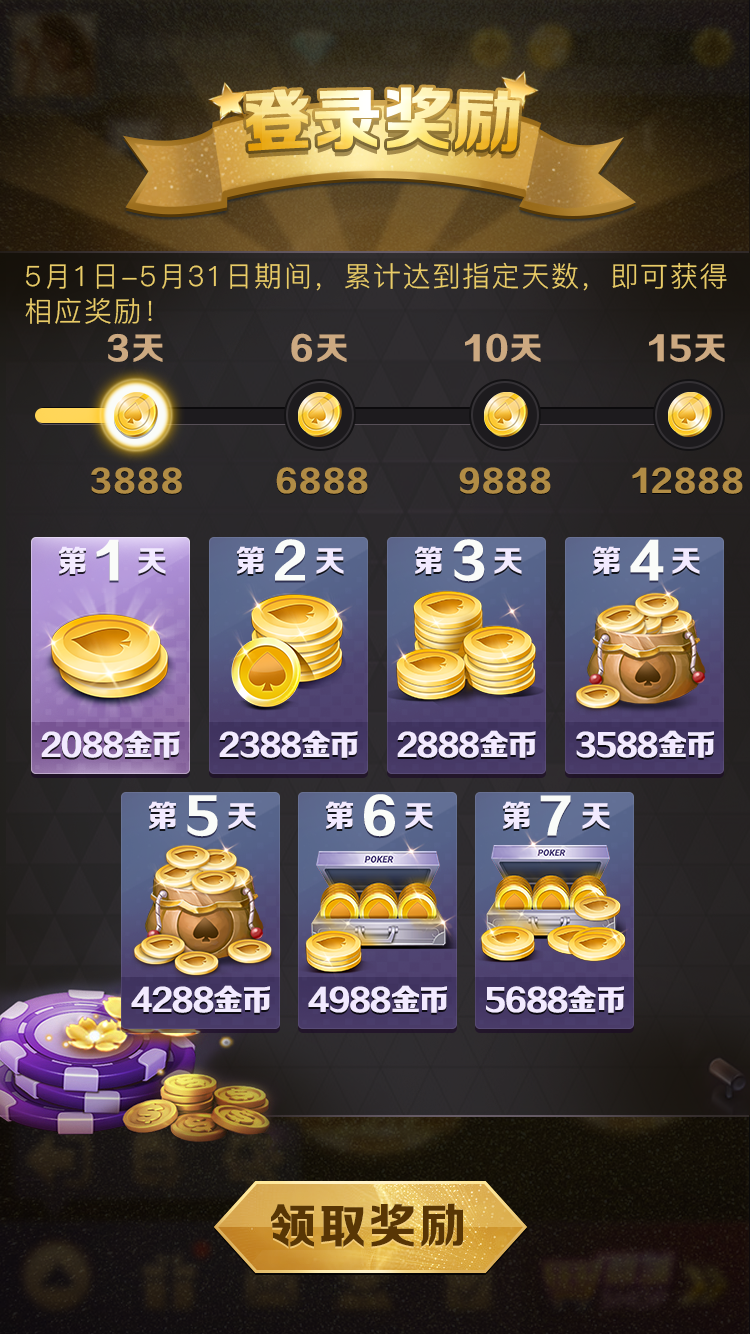 登录奖励
5月1日-5月31日期间，累计达到指定天数，即可获得
相应奖励！
3天 6天 10天 15天
3888 6888 9888 12888
第1天 第2天 第3天 第4天
2088金币 2388金币 2888金币 3588金币
第5天 第6天 第7天
POKER POKER
4288金币 4988金币 5688金币
领取奖励